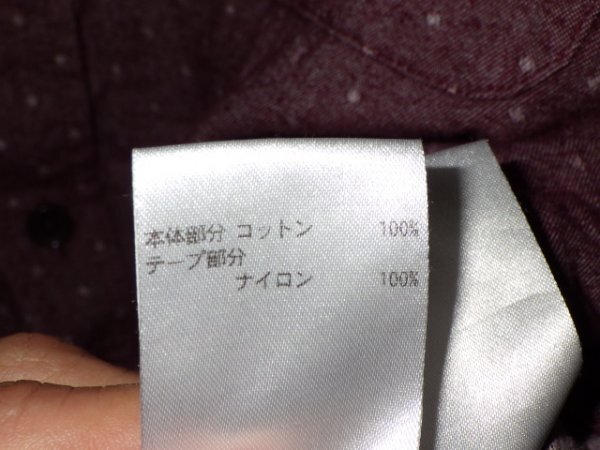 本体部分 コットン 100%
テープ部分
ナイロン 100%